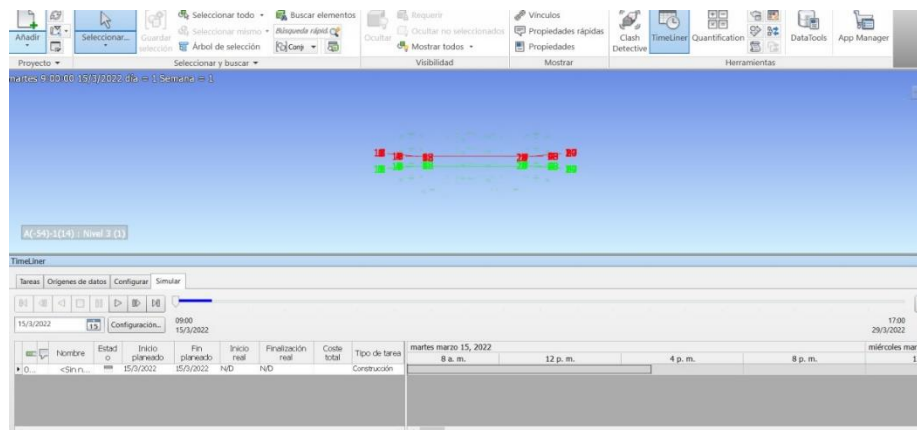 Seleccionar todo
Buscar elementos
Requerir
Vínculos
Añadir
Seleccionar...
Guardar selección
Seleccionar mismo
Búsqueda rápida
Ocultar
Ocultar no seleccionados
Propiedades rápidas
Clash Detective
TimeLiner
Quantification
DataTools
App Manager
Árbol de selección
Conj
Mostrar todos
Propiedades
Proyecto
Seleccionar y buscar
Visibilidad
Mostrar
Herramientas
martes 9:00:00 15/3/2022 día = 1 Semana = 1
A(-54)-1(14) : Nivel 3 (1)
TimeLiner
Tareas
Orígenes de datos
Configurar
Simular
15/3/2022
15
Configuración...
09:00
15/3/2022
17:00
29/3/2022
Nombre
Estado
Inicio planeado
Fin planeado
Inicio real
Finalización real
Coste total
Tipo de tarea
martes marzo 15, 2022
miércoles mar
8 a. m.
12 p. m.
4 p. m.
8 p. m.
0...
<Sin n...
15/3/2022
15/3/2022
N/D
N/D
Construcción